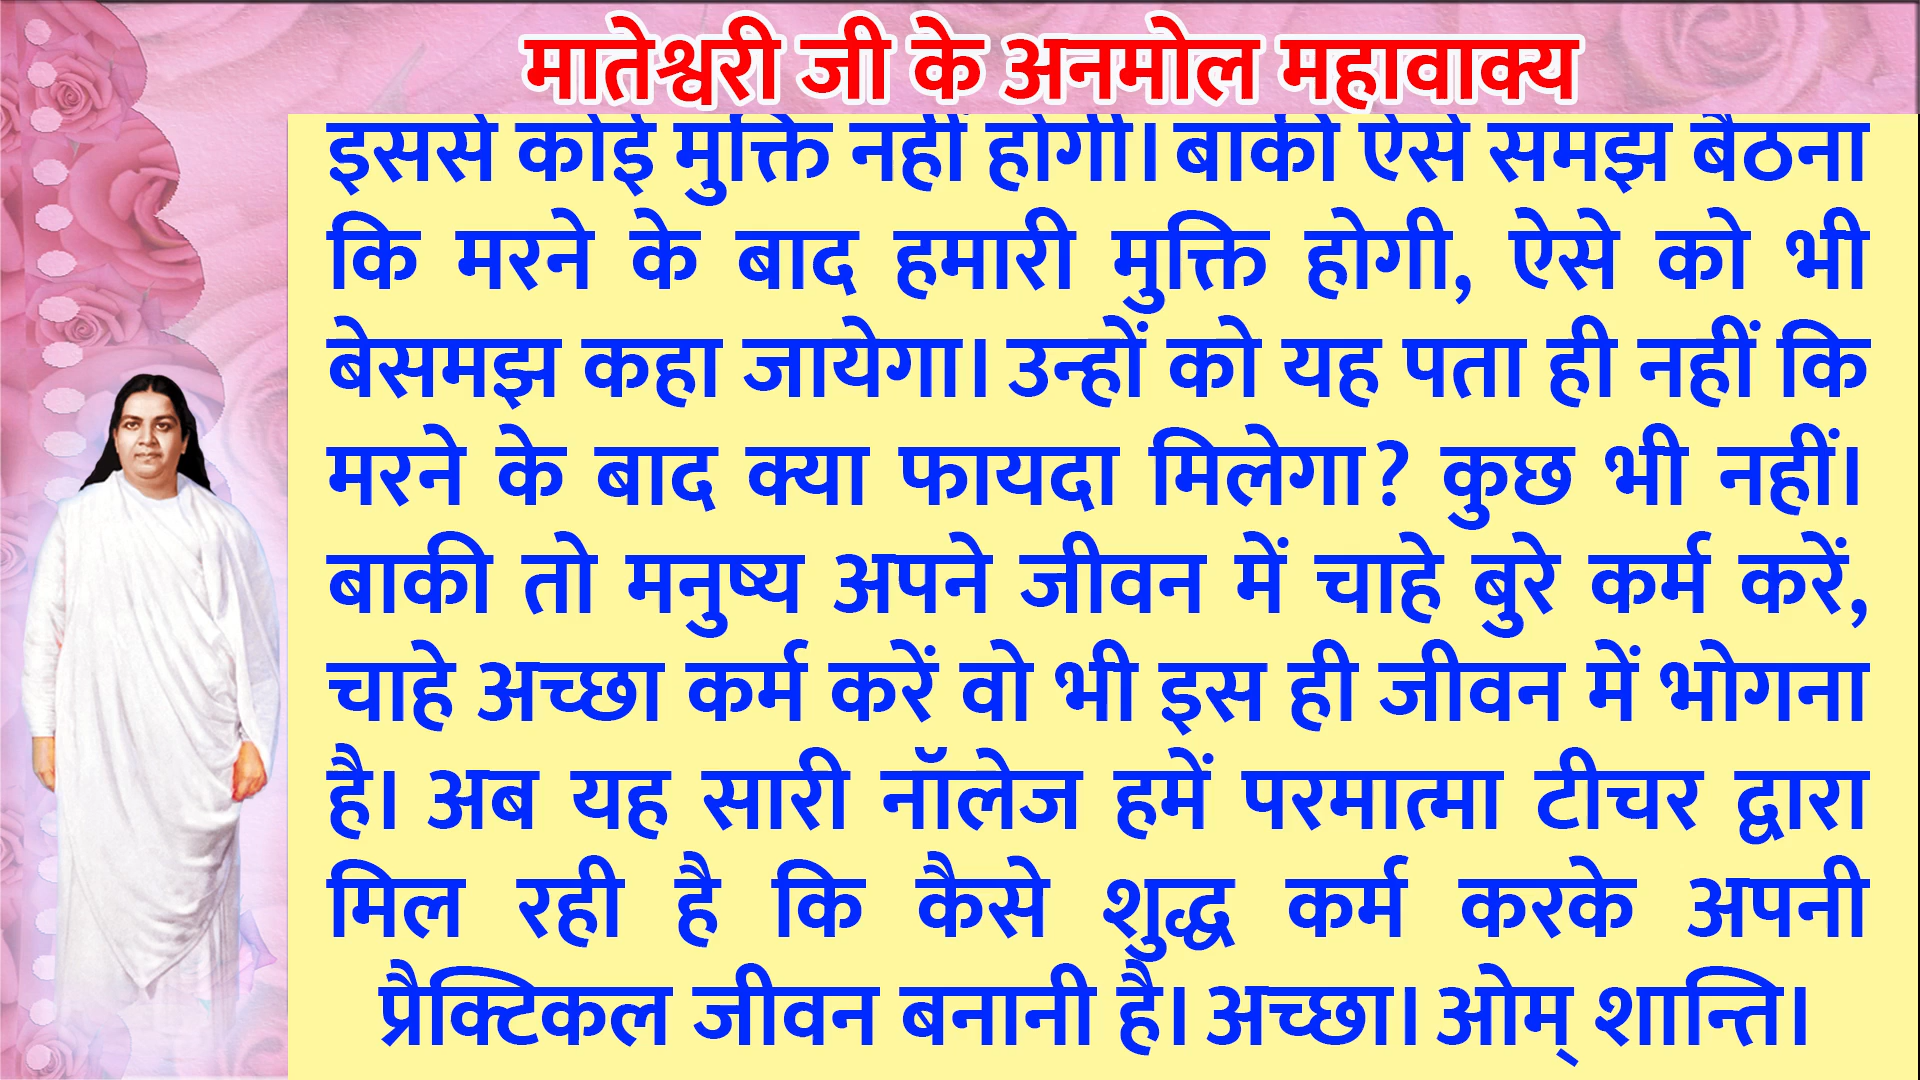 मातेश्वरी जी के अनमोल महावाक्य
इससे कोई मुक्ति नहीं होगी। बाकी ऐसे समझ बैठना
कि मरने के बाद हमारी मुक्ति होगी, ऐसे को भी
बेसमझ कहा जायेगा। उन्हों को यह पता ही नहीं कि
मरने के बाद क्या फायदा मिलेगा? कुछ भी नहीं।
बाकी तो मनुष्य अपने जीवन में चाहे बुरे कर्म करें,
चाहे अच्छा कर्म करें वो भी इस ही जीवन में भोगना
है। अब यह सारी नॉलेज हमें परमात्मा टीचर द्वारा
मिल रही है कि कैसे शुद्ध कर्म करके अपनी
प्रैक्टिकल जीवन बनानी है। अच्छा। ओम् शान्ति।